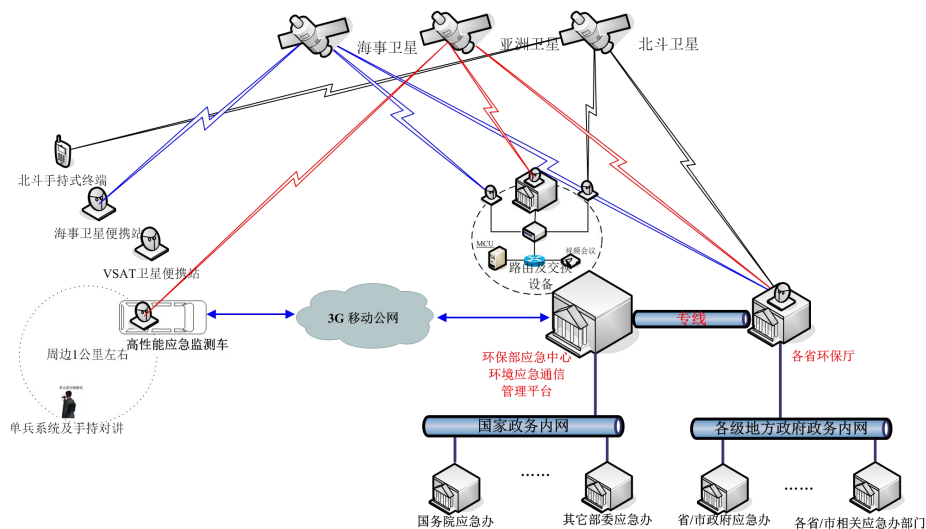 海事卫星
亚洲卫星
北斗卫星
北斗手持式终端
海事卫星便携站
VSAT卫星便携站
MCU
视频会议
路由及交换
设备
3G 移动公网
专线
高性能应急监测车
周边1公里左右
环保部应急中心
环境应急通信
管理平台
各省环保厅
单兵系统及手持对讲
国家政务内网
各级地方政府政务内网
......
......
国务院应急办
其它部委应急办
省/市政府应急办
各省/市相关应急办部门